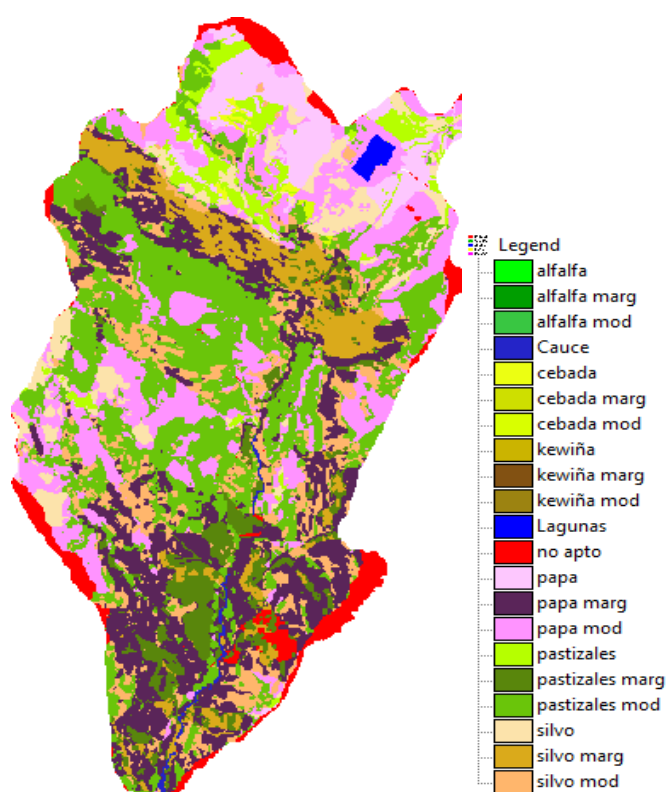 Legend
alfalfa
alfalfa marg
alfalfa mod
Cauce
cebada
cebada marg
cebada mod
kewiña
kewiña marg
kewiña mod
Lagunas
no apto
papa
papa marg
papa mod
pastizales
pastizales marg
pastizales mod
silvo
silvo marg
silvo mod